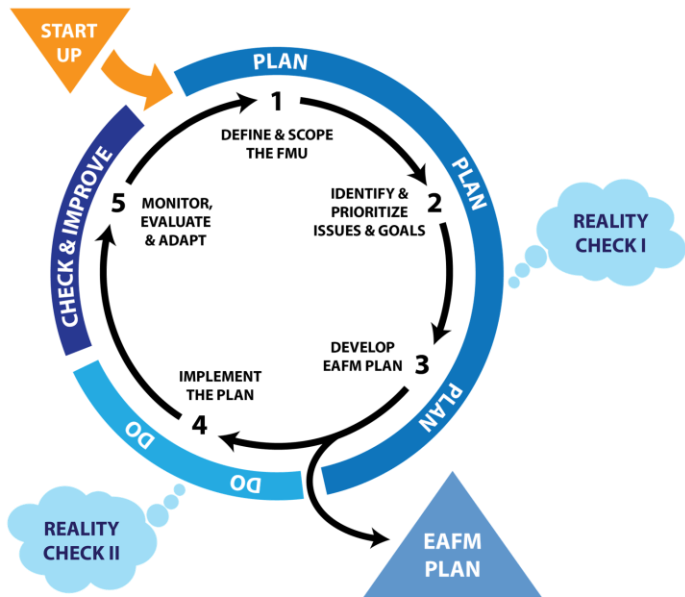 START
UP
PLAN
1
DEFINE & SCOPE
THE FMU
PLAN
IDENTIFY &
PRIORITIZE
ISSUES & GOALS
2
REALITY
CHECK I
DEVELOP
EAFM PLAN
3
PLAN
IMPLEMENT
THE PLAN
4
DO
DO
REALITY
CHECK II
5
MONITOR,
EVALUATE
& ADAPT
CHECK & IMPROVE
EAFM
PLAN